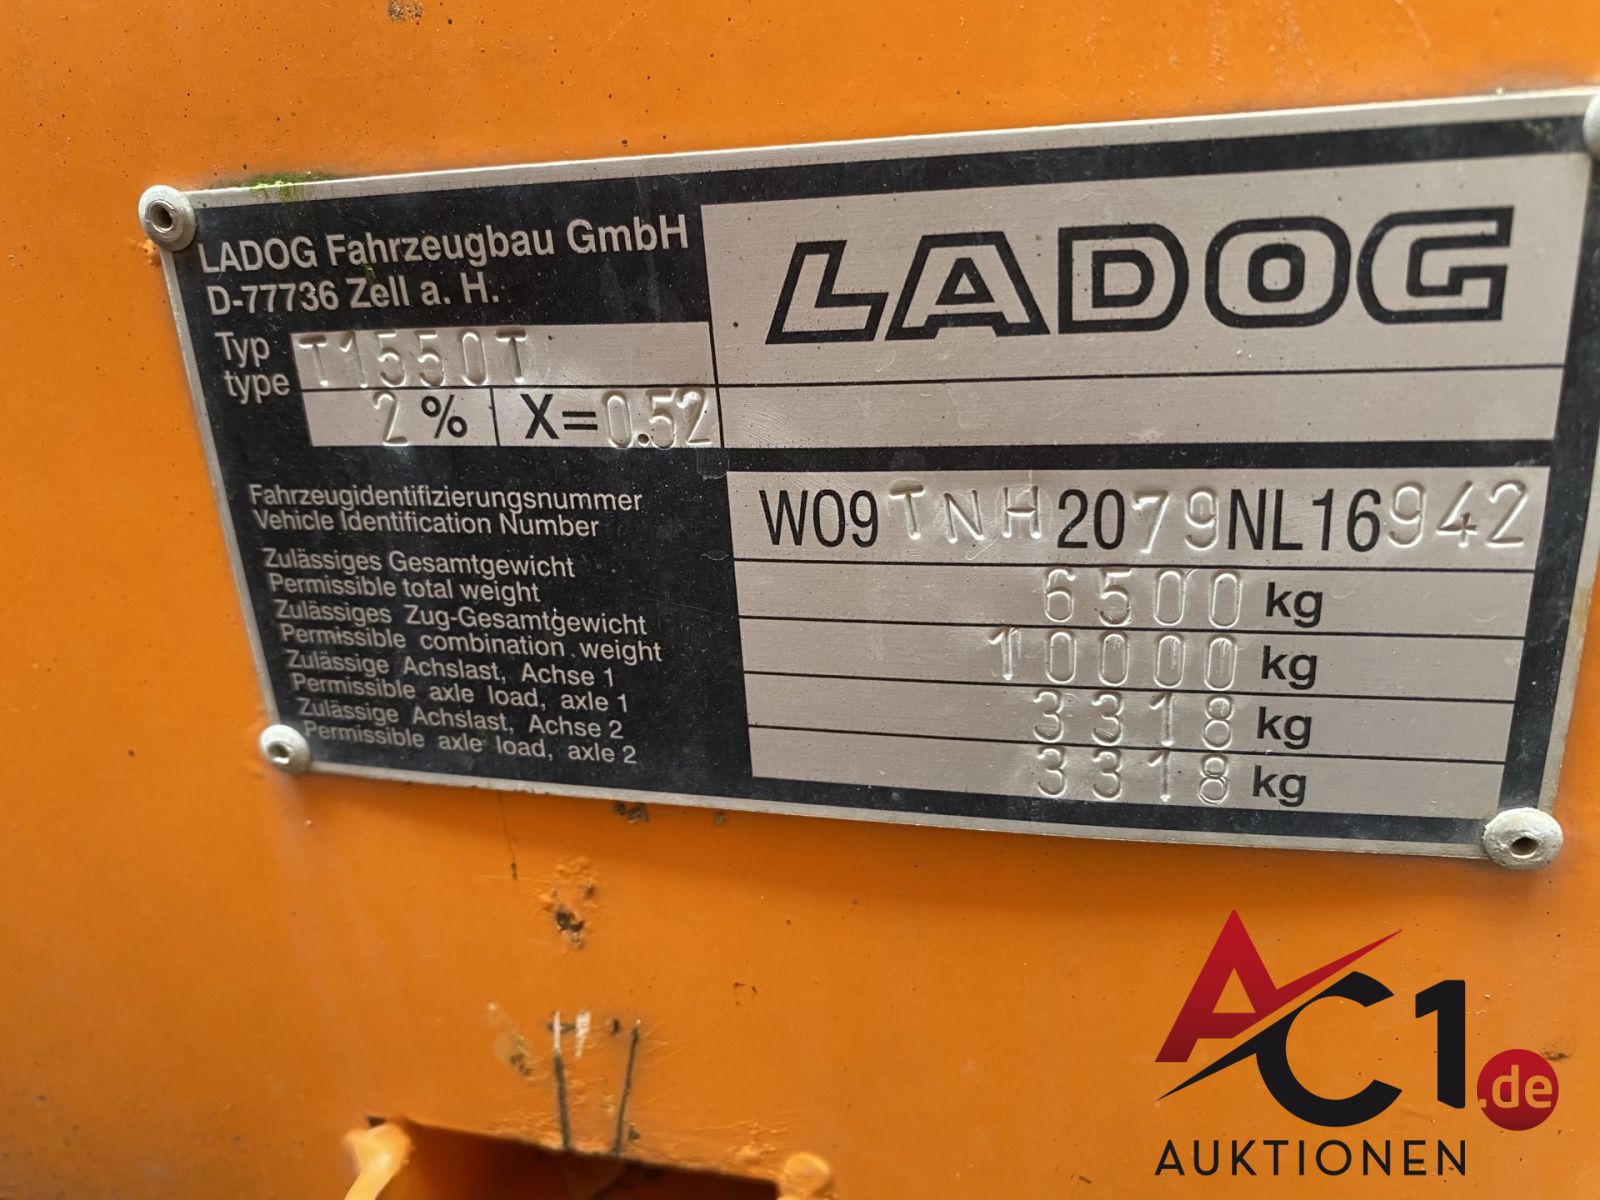 LADOG Fahrzeugbau GmbH
D-77736 Zell a. H.
LADOG
Typ
type
T1550T
2 % X=0.52
Fahrzeugidentifizierungsnummer
Vehicle Identification Number
WO9TNH2079NL16942
Zulässiges Gesamtgewicht
Permissible total weight
6500 kg
Zulässiges Zug-Gesamtgewicht
Permissible combination weight
10000 kg
Zulässige Achslast, Achse 1
Permissible axle load, axle 1
3318 kg
Zulässige Achslast, Achse 2
Permissible axle load, axle 2
3318 kg
AC1.de
AUKTIONEN